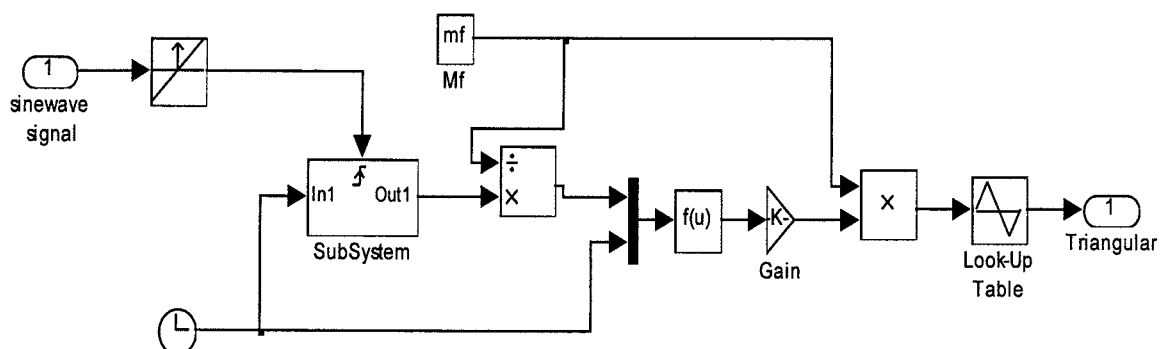 1
sinewave
signal
mf
Mf
In1
Out1
SubSystem
÷
×
f(u)
K-
Gain
×
Look-Up
Table
1
Triangular